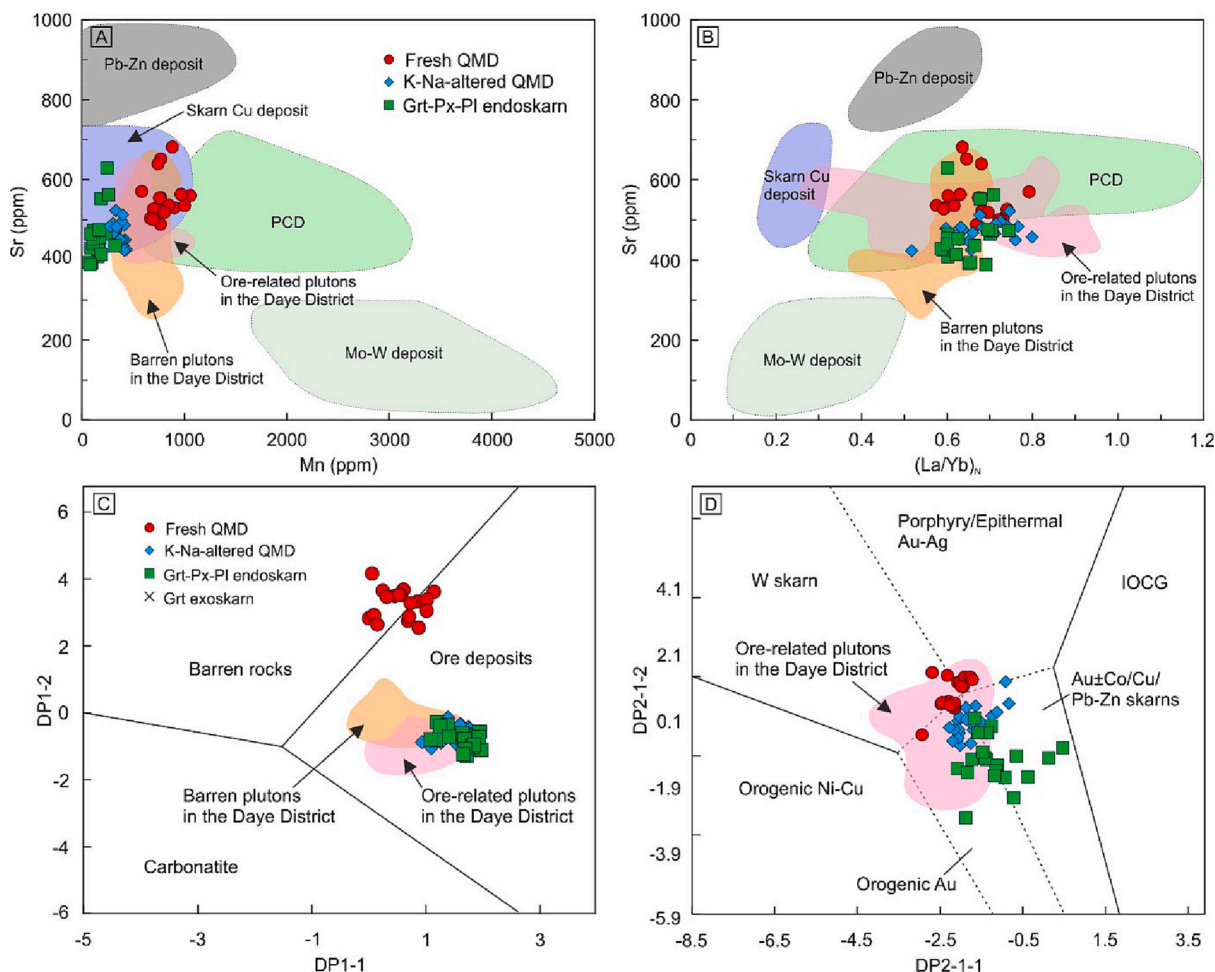 A
Pb-Zn deposit
Skarn Cu deposit
PCD
Ore-related plutons
in the Daye District
Barren plutons
in the Daye District
Mo-W deposit
Fresh QMD
K-Na-altered QMD
Grt-Px-Pl endoskarn
Sr (ppm)
1000
800
600
400
200
0
0 1000 2000 3000 4000 5000
Mn (ppm)
B
Pb-Zn deposit
Skarn Cu
deposit
PCD
Ore-related plutons
in the Daye District
Barren plutons
in the Daye District
Mo-W deposit
Sr (ppm)
1000
800
600
400
200
0
0 0.2 0.4 0.6 0.8 1.0 1.2
(La/Yb)N
C
Fresh QMD
K-Na-altered QMD
Grt-Px-Pl endoskarn
Grt exoskarn
Barren rocks
Ore deposits
Barren plutons
in the Daye District
Ore-related plutons
in the Daye District
Carbonatite
DP1-2
6
4
2
0
-2
-4
-6
-5 -3 -1 1 3
DP1-1
D
Porphyry/Epithermal
Au-Ag
W skarn
IOCG
Ore-related plutons
in the Daye District
Au±Co/Cu/
Pb-Zn skarns
Orogenic Ni-Cu
Orogenic Au
DP2-1-2
4.1
2.1
0.1
-1.9
-3.9
-5.9
-8.5 -6.5 -4.5 -2.5 -0.5 1.5 3.5
DP2-1-1